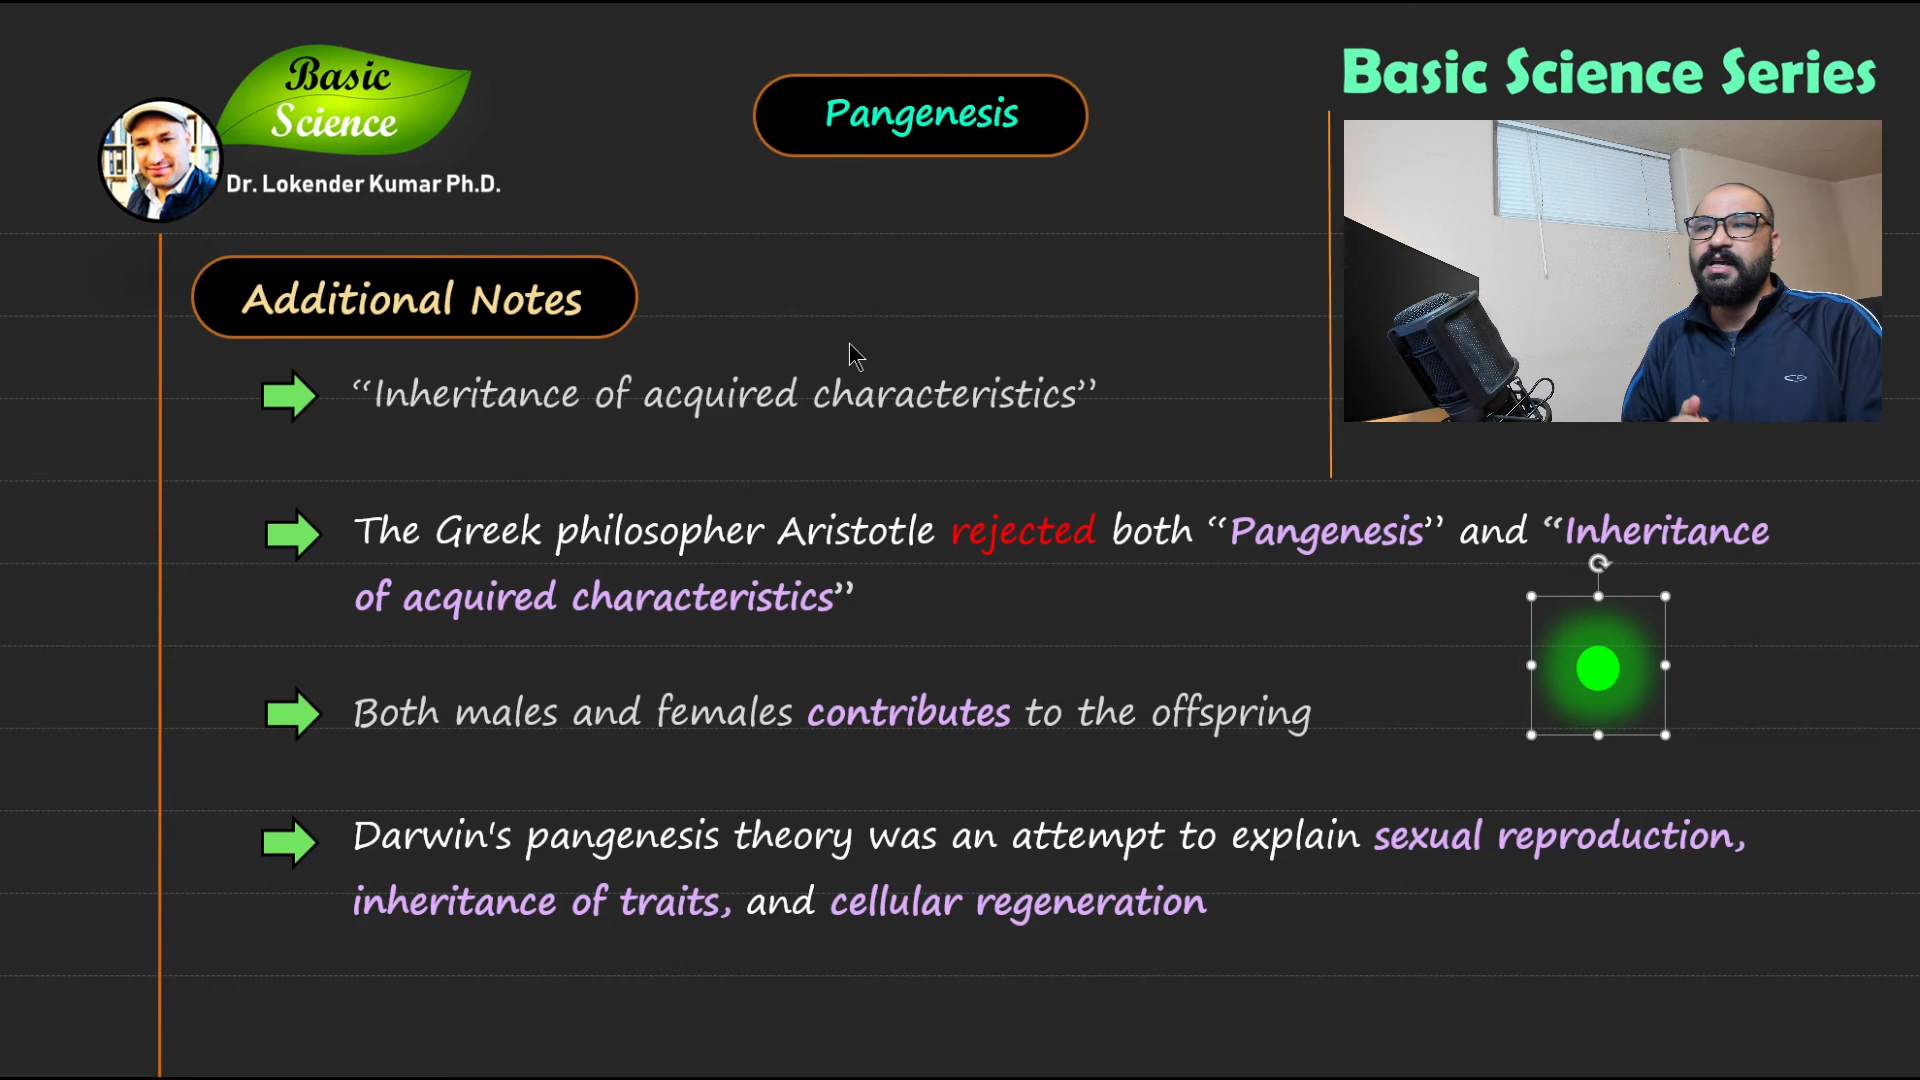 Basic
Science
Dr. Lokender Kumar Ph.D.
Pangenesis
Basic Science Series
Additional Notes
“Inheritance of acquired characteristics”
The Greek philosopher Aristotle rejected both “Pangenesis” and “Inheritance
of acquired characteristics”
Both males and females contributes to the offspring
Darwin's pangenesis theory was an attempt to explain sexual reproduction,
inheritance of traits, and cellular regeneration